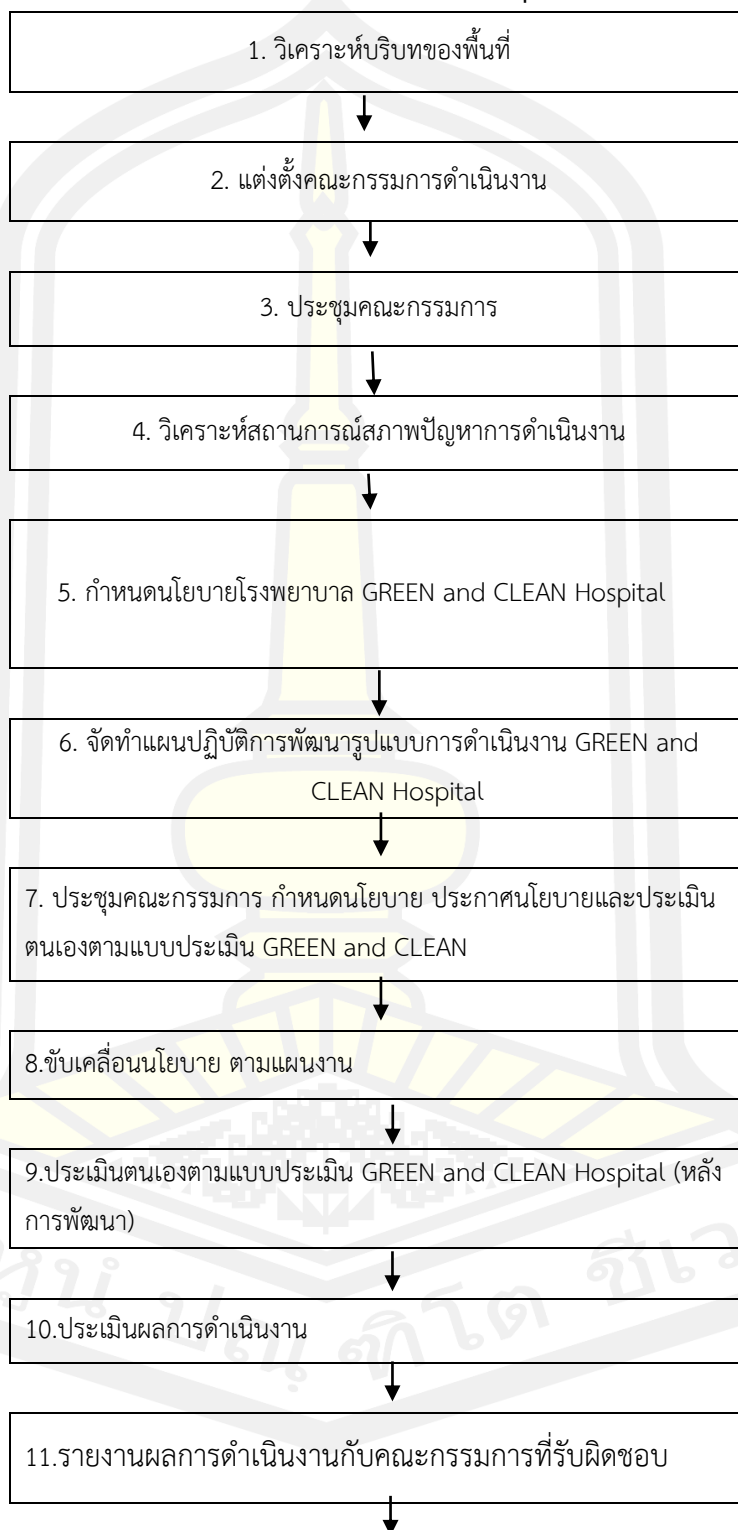 1. วิเคราะห์บริบทของพื้นที่
2. แต่งตั้งคณะกรรมการดำเนินงาน
3. ประชุมคณะกรรมการ
4. วิเคราะห์สถานการณ์สภาพปัญหาการดำเนินงาน
5. กำหนดนโยบายโรงพยาบาล GREEN and CLEAN Hospital
6. จัดทำแผนปฏิบัติการพัฒนารูปแบบการดำเนินงาน GREEN and
CLEAN Hospital
7. ประชุมคณะกรรมการ กำหนดนโยบาย ประกาศนโยบายและประเมิน
ตนเองตามแบบประเมิน GREEN and CLEAN
8.ขับเคลื่อนนโยบาย ตามแผนงาน
9.ประเมินตนเองตามแบบประเมิน GREEN and CLEAN Hospital (หลัง
การพัฒนา)
10.ประเมินผลการดำเนินงาน
11.รายงานผลการดำเนินงานกับคณะกรรมการที่รับผิดชอบ